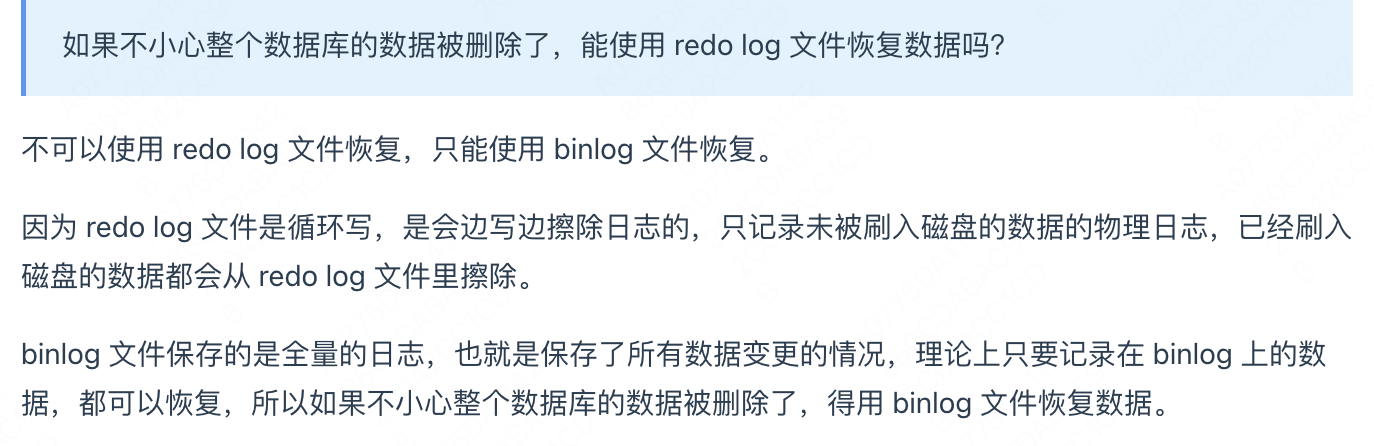 如果不小心整个数据库的数据被删除了，能使用 redo log 文件恢复数据吗？
不可以使用 redo log 文件恢复，只能使用 binlog 文件恢复。
因为 redo log 文件是循环写，是会边写边擦除日志的，只记录未被刷入磁盘的数据的物理日志，已经刷入
磁盘的数据都会从 redo log 文件里擦除。
binlog 文件保存的是全量的日志，也就是保存了所有数据变更的情况，理论上只要记录在 binlog 上的数
据，都可以恢复，所以如果不小心整个数据库的数据被删除了，得用 binlog 文件恢复数据。